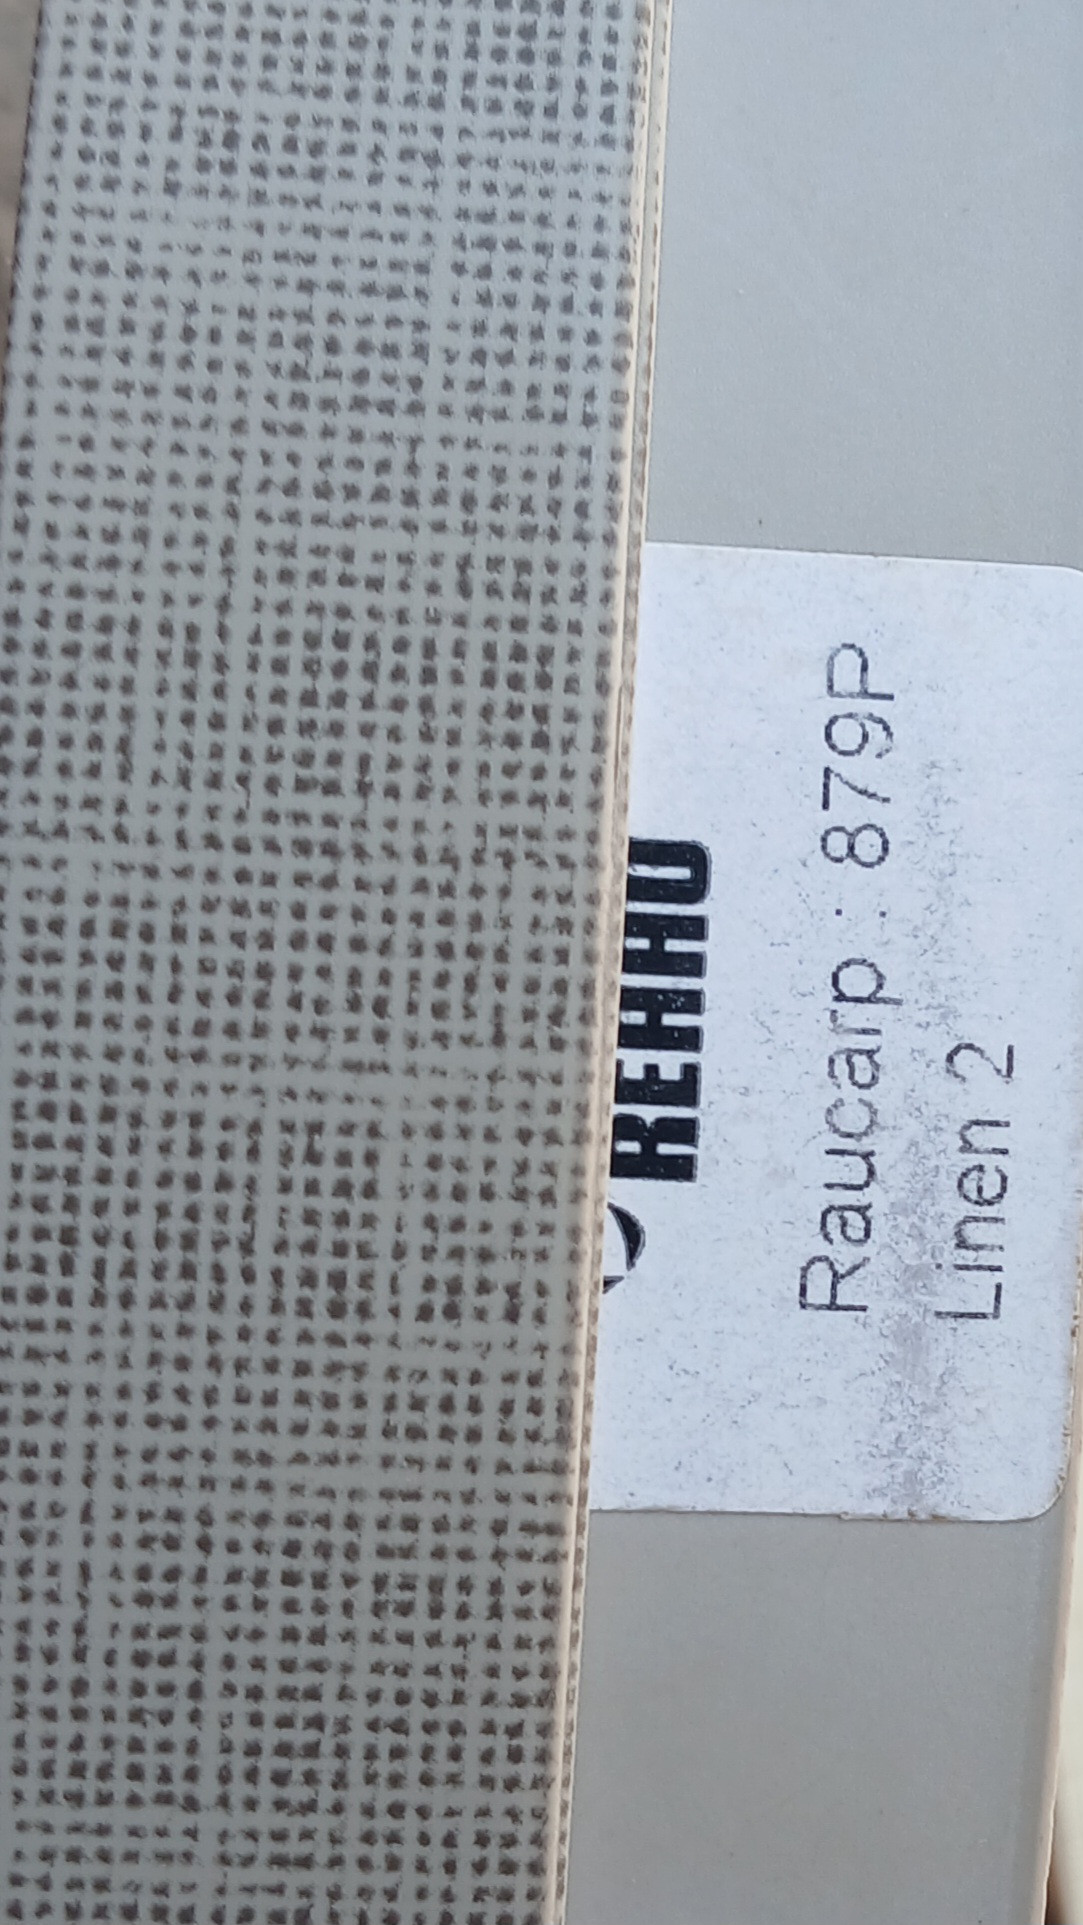 REHAU
Raucarp : 879P
Linen 2